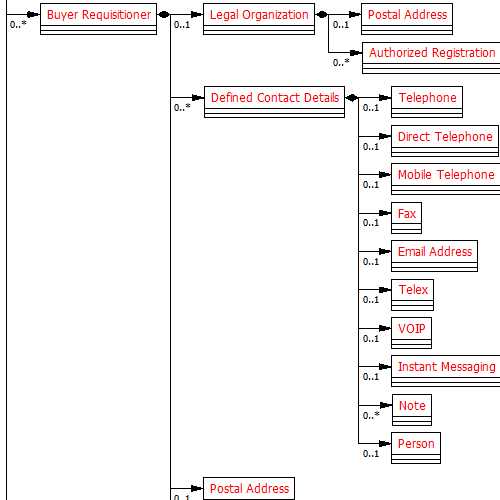 Buyer Requisitioner Legal Organization Postal Address
0..* 0..1 0..1
Authorized Registration
0..*
Defined Contact Details Telephone
0..* 0..1
Direct Telephone
0..1
Mobile Telephone
0..1
Fax
0..1
Email Address
0..1
Telex
0..1
VOIP
0..1
Instant Messaging
0..1
Note
0..*
Person
0..1
Postal Address
0..1